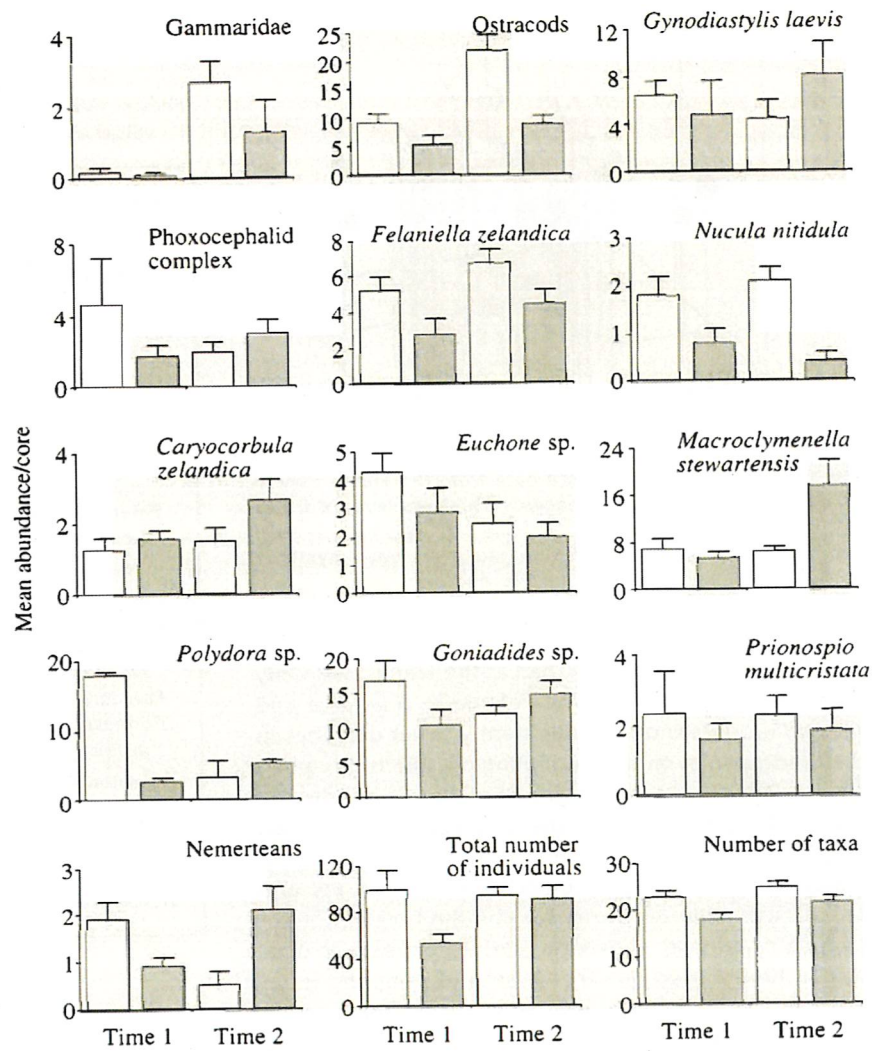 Gammaridae
4
2
0
Ostracods
25
20
15
10
5
0
Gynodiastylis laevis
12
8
4
0
Phoxocephalid
complex
8
4
0
Felaniella zelandica
8
6
4
2
0
Nucula nitidula
3
2
1
0
Mean abundance/core
Caryocorbula
zelandica
4
2
0
Euchone sp.
5
4
3
2
1
0
Macroclymenella
stewartensis
24
16
8
0
Polydora sp.
20
10
0
Goniadides sp.
20
15
10
5
0
Prionospio
multicristata
4
2
0
Nemerteans
3
2
1
0
Time 1 Time 2
Total number
of individuals
120
80
40
0
Time 1 Time 2
Number of taxa
30
20
10
0
Time 1 Time 2